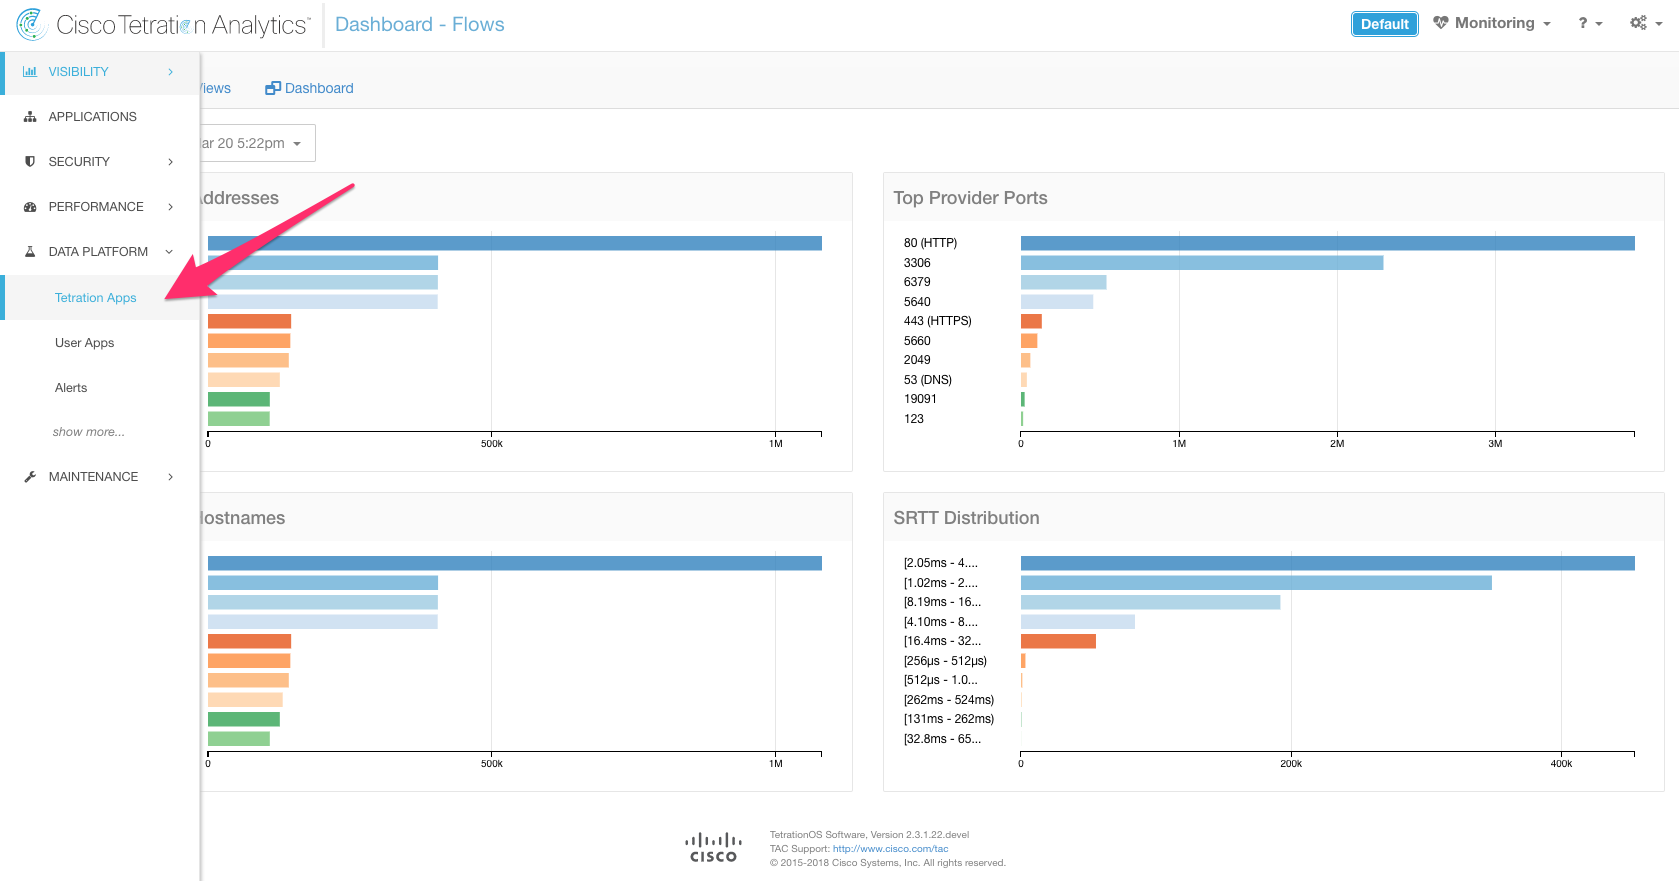 Cisco Tetration Analytics™
Dashboard - Flows
Default
Monitoring
?
VISIBILITY
APPLICATIONS
SECURITY
PERFORMANCE
DATA PLATFORM
Tetration Apps
User Apps
Alerts
show more...
MAINTENANCE
Views
Dashboard
ar 20 5:22pm
Addresses
0
500k
1M
Top Provider Ports
80 (HTTP)
3306
6379
5640
443 (HTTPS)
5660
2049
53 (DNS)
19091
123
0
1M
2M
3M
Hostnames
0
500k
1M
SRTT Distribution
[2.05ms - 4....
[1.02ms - 2....
[8.19ms - 16...
[4.10ms - 8....
[16.4ms - 32...
[256µs - 512µs)
[512µs - 1.0...
[262ms - 524ms)
[131ms - 262ms)
[32.8ms - 65...
0
200k
400k
CISCO
TetrationOS Software, Version 2.3.1.22.devel
TAC Support: http://www.cisco.com/tac
© 2015-2018 Cisco Systems, Inc. All rights reserved.